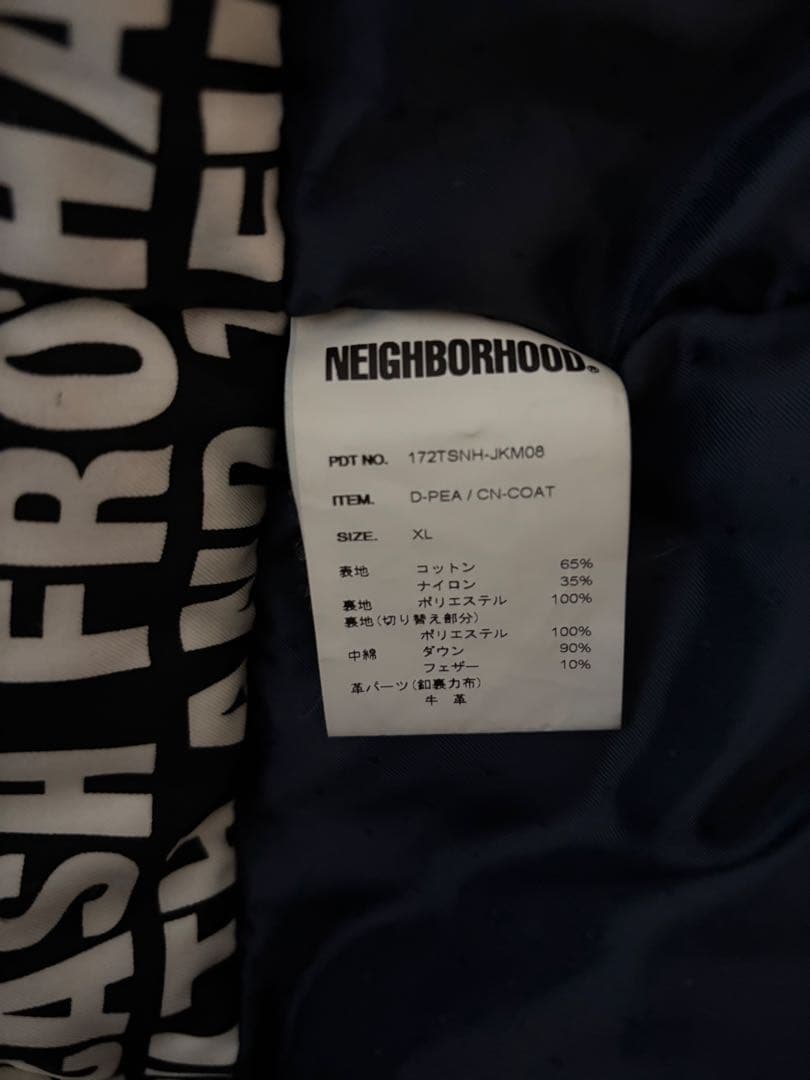 NEIGHBORHOOD®
PDT NO. 172TSNH-JKM08
ITEM. D-PEA / CN-COAT
SIZE. XL
表地 コットン 65%
ナイロン 35%
裏地 ポリエステル 100%
裏地(切り替え部分)
ポリエステル 100%
中綿 ダウン 90%
フェザー 10%
革パーツ(釦裏力布)
牛 革